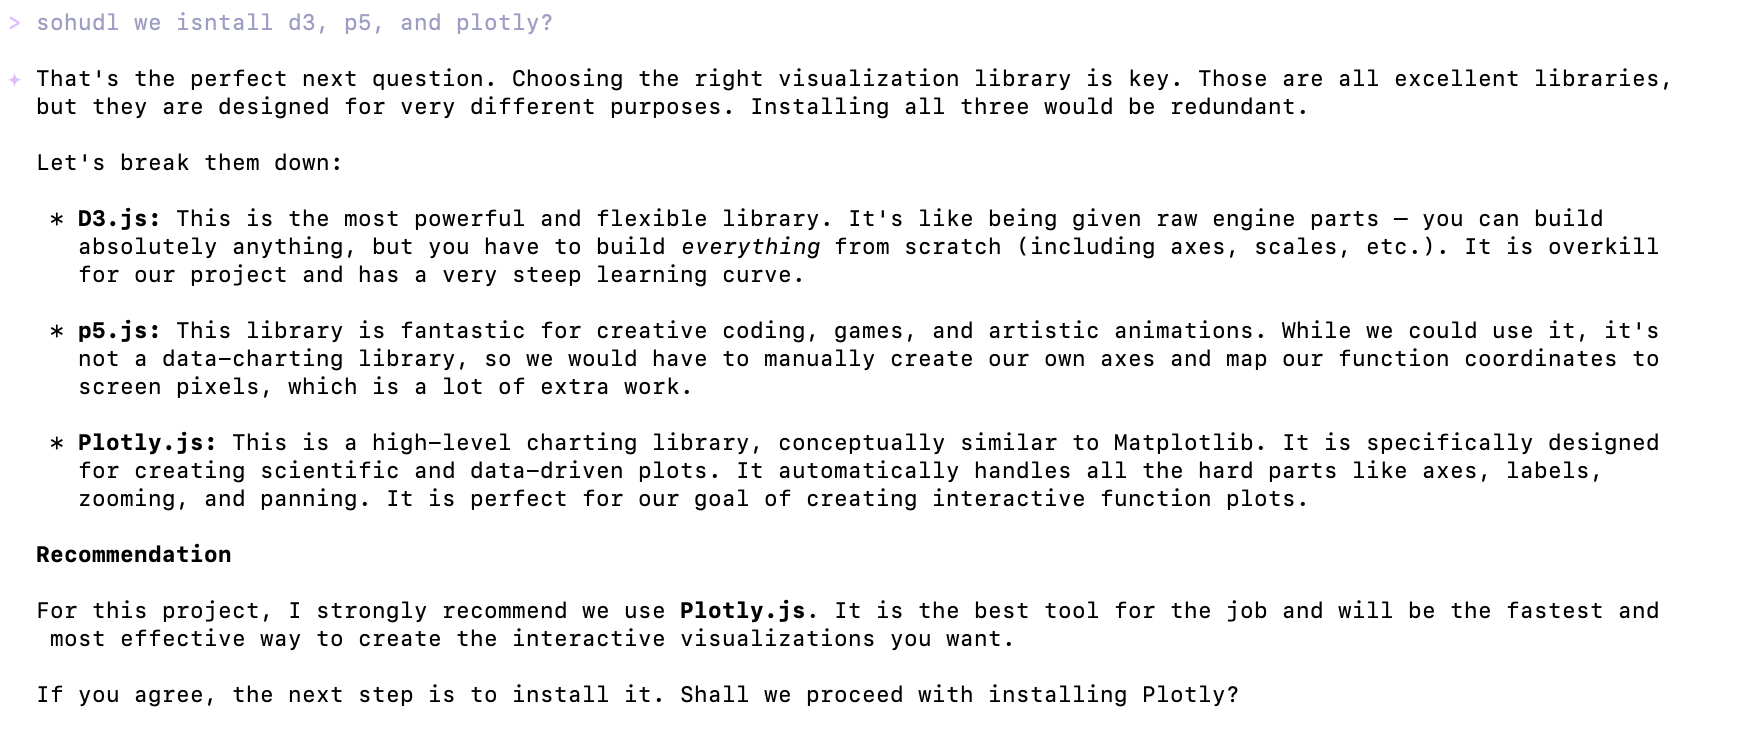 > sohudl we isntall d3, p5, and plotly?
✦ That's the perfect next question. Choosing the right visualization library is key. Those are all excellent libraries,
but they are designed for very different purposes. Installing all three would be redundant.
Let's break them down:
* D3.js: This is the most powerful and flexible library. It's like being given raw engine parts — you can build
absolutely anything, but you have to build everything from scratch (including axes, scales, etc.). It is overkill
for our project and has a very steep learning curve.
* p5.js: This library is fantastic for creative coding, games, and artistic animations. While we could use it, it's
not a data-charting library, so we would have to manually create our own axes and map our function coordinates to
screen pixels, which is a lot of extra work.
* Plotly.js: This is a high-level charting library, conceptually similar to Matplotlib. It is specifically designed
for creating scientific and data-driven plots. It automatically handles all the hard parts like axes, labels,
zooming, and panning. It is perfect for our goal of creating interactive function plots.
Recommendation
For this project, I strongly recommend we use Plotly.js. It is the best tool for the job and will be the fastest and
most effective way to create the interactive visualizations you want.
If you agree, the next step is to install it. Shall we proceed with installing Plotly?